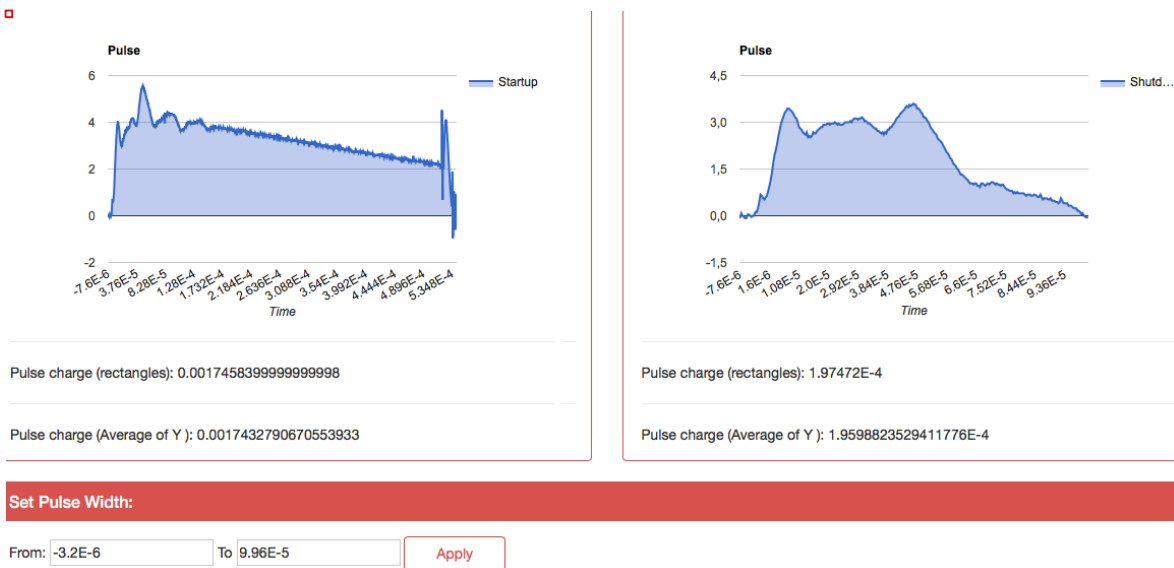 Pulse
6
4
2
0
-2
Startup
-7.6E-6
3.76E-5
8.28E-5
1.28E-4
1.732E-4
2.184E-4
2.636E-4
3.088E-4
3.54E-4
3.992E-4
4.444E-4
4.896E-4
5.348E-4
Time
Pulse charge (rectangles): 0.0017458399999999998
Pulse charge (Average of Y ): 0.0017432790670553933
Pulse
4,5
3,0
1,5
0,0
-1,5
Shutd...
-7.6E-6
1.6E-6
1.08E-5
2.0E-5
2.92E-5
3.84E-5
4.76E-5
5.68E-5
6.6E-5
7.52E-5
8.44E-5
9.36E-5
Time
Pulse charge (rectangles): 1.97472E-4
Pulse charge (Average of Y ): 1.9598823529411776E-4
Set Pulse Width:
From: -3.2E-6 To 9.96E-5 Apply